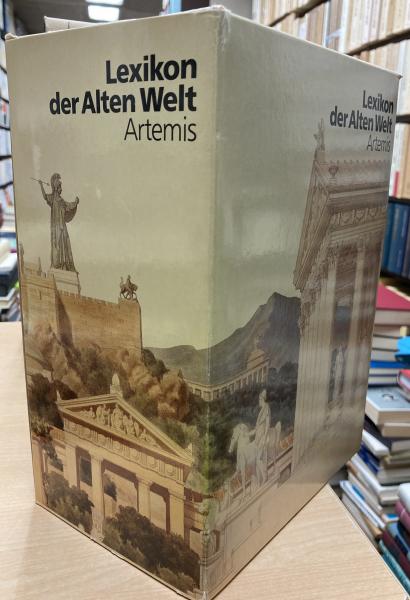 Lexikon
der Alten Welt
Artemis
Lexikon
der Alten Welt
Artemis